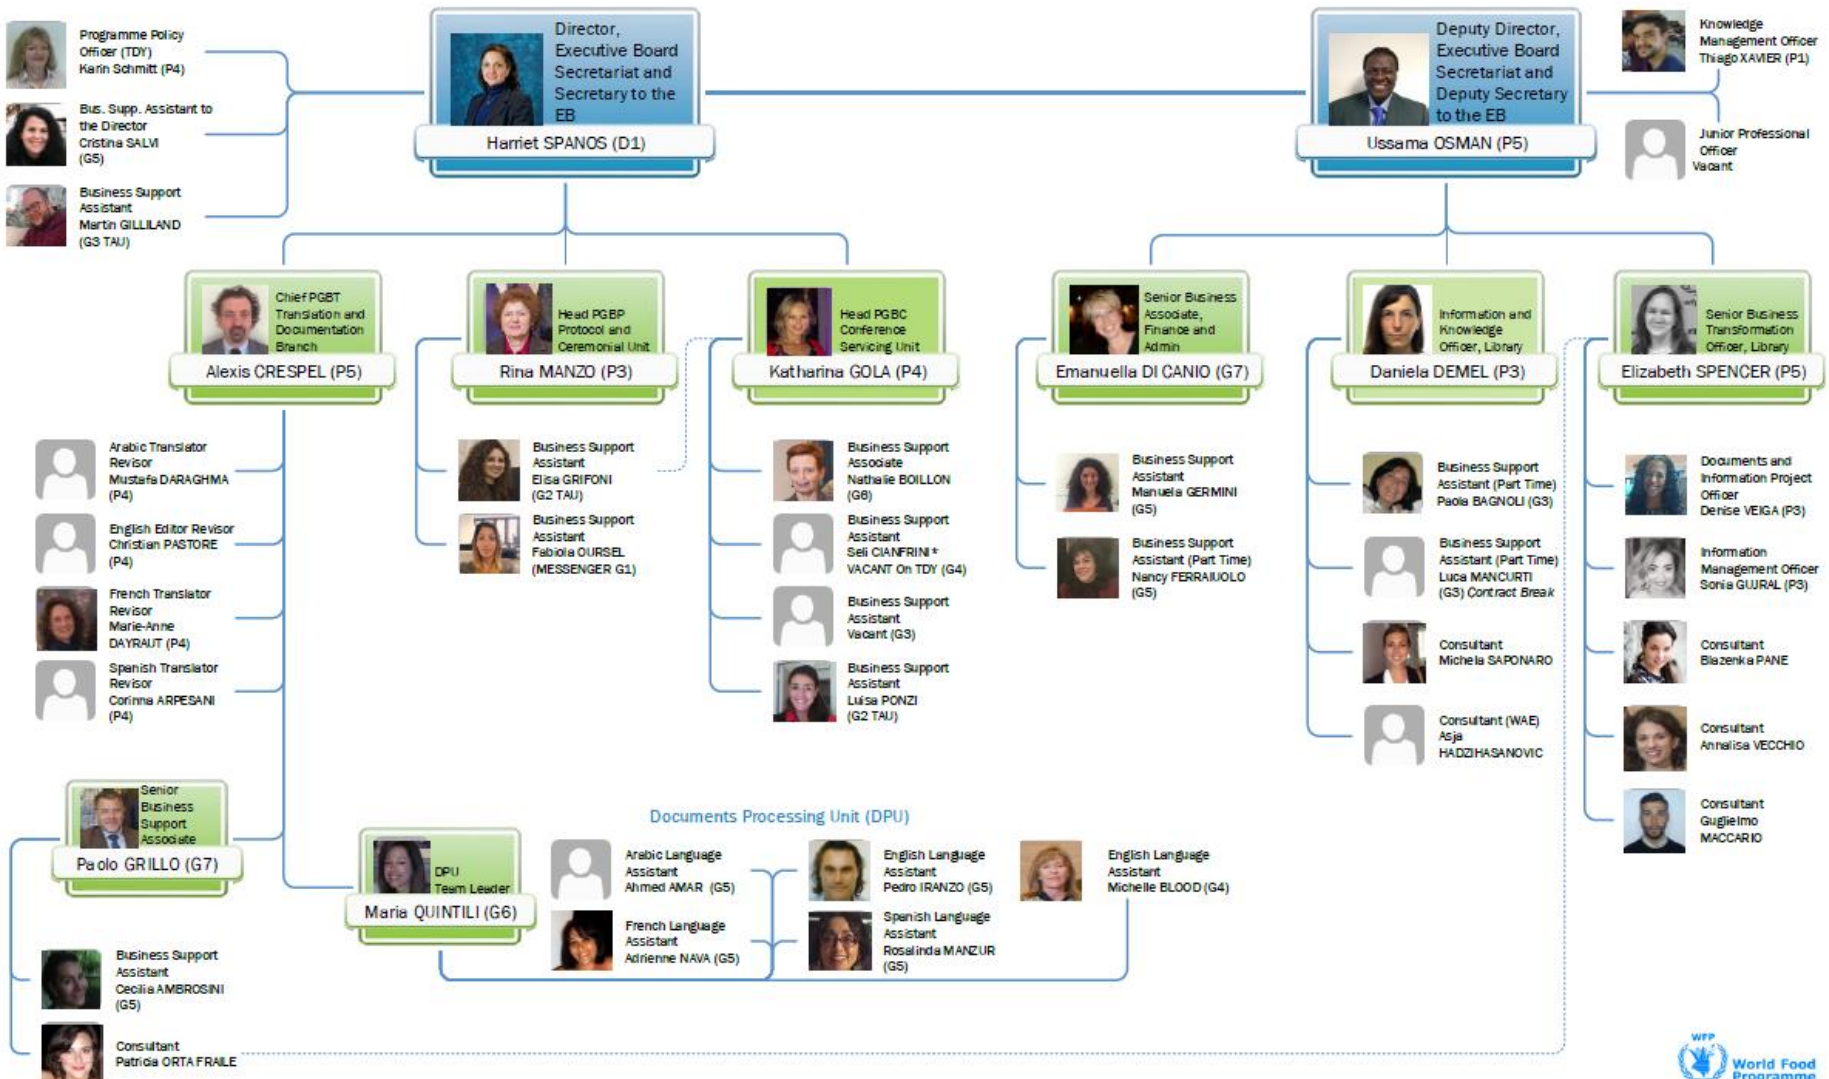 Programme Policy
Officer (TDY)
Karin Schmitt (P4)
Bus. Supp. Assistant to
the Director
Cristina SALVI
(G5)
Business Support
Assistant
Martin GILLILAND
(G3 TAU)
Director,
Executive Board
Secretariat and
Secretary to the
EB
Harriet SPANOS (D1)
Deputy Director,
Executive Board
Secretariat and
Deputy Secretary
to the EB
Ussama OSMAN (P5)
Knowledge
Management Officer
Thiago XAVIER (P1)
Junior Professional
Officer
Vacant
Chief PGBT
Translation and
Documentation
Branch
Alexis CRESPEL (P5)
Head PGBP
Protocol and
Ceremonial Unit
Rina MANZO (P3)
Head PGBC
Conference
Servicing Unit
Katharina GOLA (P4)
Senior Business
Associate,
Finance and
Admin
Emanuella DI CANIO (G7)
Information and
Knowledge
Officer, Library
Daniela DEMEL (P3)
Senior Business
Transformation
Officer, Library
Elizabeth SPENCER (P5)
Arabic Translator
Revisor
Mustafa DARAGHMA
(P4)
English Editor Revisor
Christian PASTORE
(P4)
French Translator
Revisor
Marie-Anne
DAYRAUT (P4)
Spanish Translator
Revisor
Corinna ARPESANI
(P4)
Business Support
Assistant
Elisa GRIFONI
(G2 TAU)
Business Support
Assistant
Fabiola OURSEL
(MESSENGER G1)
Business Support
Associate
Nathalie BOILLON
(G6)
Business Support
Assistant
Seli CIANFRINI *
VACANT On TDY (G4)
Business Support
Assistant
Vacant (G3)
Business Support
Assistant
Luisa PONZI
(G2 TAU)
Business Support
Assistant
Manuela GERMINI
(G5)
Business Support
Assistant (Part Time)
Nancy FERRAIUOLO
(G5)
Business Support
Assistant (Part Time)
Paola BAGNOLI (G3)
Business Support
Assistant (Part Time)
Luca MANCURTI
(G3) Contract Break
Consultant
Michela SAPONARO
Consultant (WAE)
Asja
HADZIHASANOVIC
Documents and
Information Project
Officer
Denise VEIGA (P3)
Information
Management Officer
Sonia GUJRAL (P3)
Consultant
Blazenka PANE
Consultant
Annalisa VECCHIO
Consultant
Guglielmo
MACCARIO
Senior
Business
Support
Associate
Paolo GRILLO (G7)
Business Support
Assistant
Cecilia AMBROSINI
(G5)
Consultant
Patricia ORTA FRAILE
DPU
Team Leader
Maria QUINTILI (G6)
Documents Processing Unit (DPU)
Arabic Language
Assistant
Ahmed AMAR (G5)
English Language
Assistant
Pedro IRANZO (G5)
English Language
Assistant
Michelle BLOOD (G4)
French Language
Assistant
Adrienne NAVA (G5)
Spanish Language
Assistant
Rosalinda MANZUR
(G5)
WFP
World Food
Programme